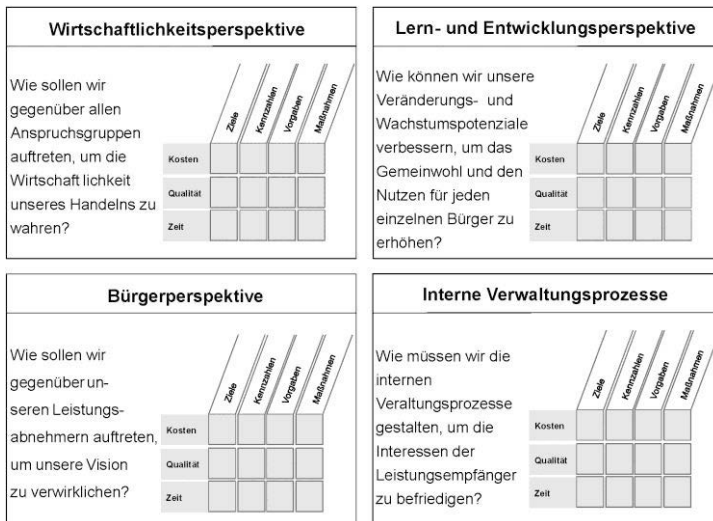 Wirtschaftlichkeitsperspektive
Wie sollen wir
gegenüber allen
Anspruchsgruppen
auftreten, um die
Wirtschaft lichkeit
unseres Handelns zu
wahren?
Ziele
Kennzahlen
Vorgaben
Maßnahmen
Kosten
Qualität
Zeit
Lern- und Entwicklungsperspektive
Wie können wir unsere
Veränderungs- und
Wachstumspotenziale
verbessern, um das
Gemeinwohl und den
Nutzen für jeden
einzelnen Bürger zu
erhöhen?
Ziele
Kennzahlen
Vorgaben
Maßnahmen
Kosten
Qualität
Zeit
Bürgerperspektive
Wie sollen wir
gegenüber un-
seren Leistungs-
abnehmern auftreten,
um unsere Vision
zu verwirklichen?
Ziele
Kennzahlen
Vorgaben
Maßnahmen
Kosten
Qualität
Zeit
Interne Verwaltungsprozesse
Wie müssen wir die
internen
Veraltungsprozesse
gestalten, um die
Interessen der
Leistungsempfänger
zu befriedigen?
Ziele
Kennzahlen
Vorgaben
Maßnahmen
Kosten
Qualität
Zeit